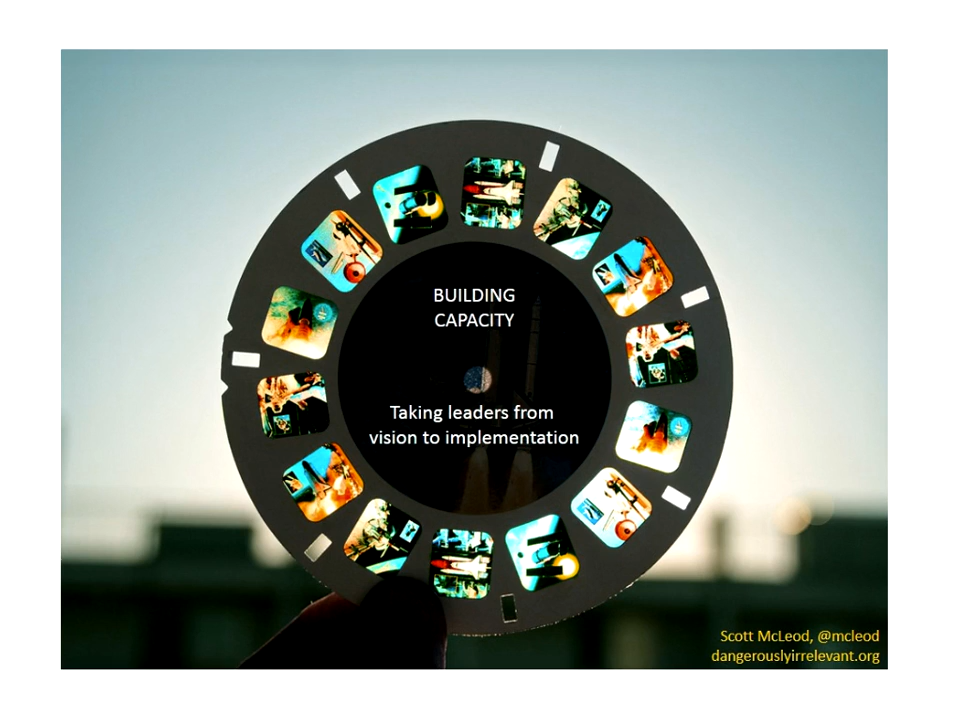 BUILDING
CAPACITY
Taking leaders from
vision to implementation
Scott McLeod, @mcleod
dangerouslyirrelevant.org